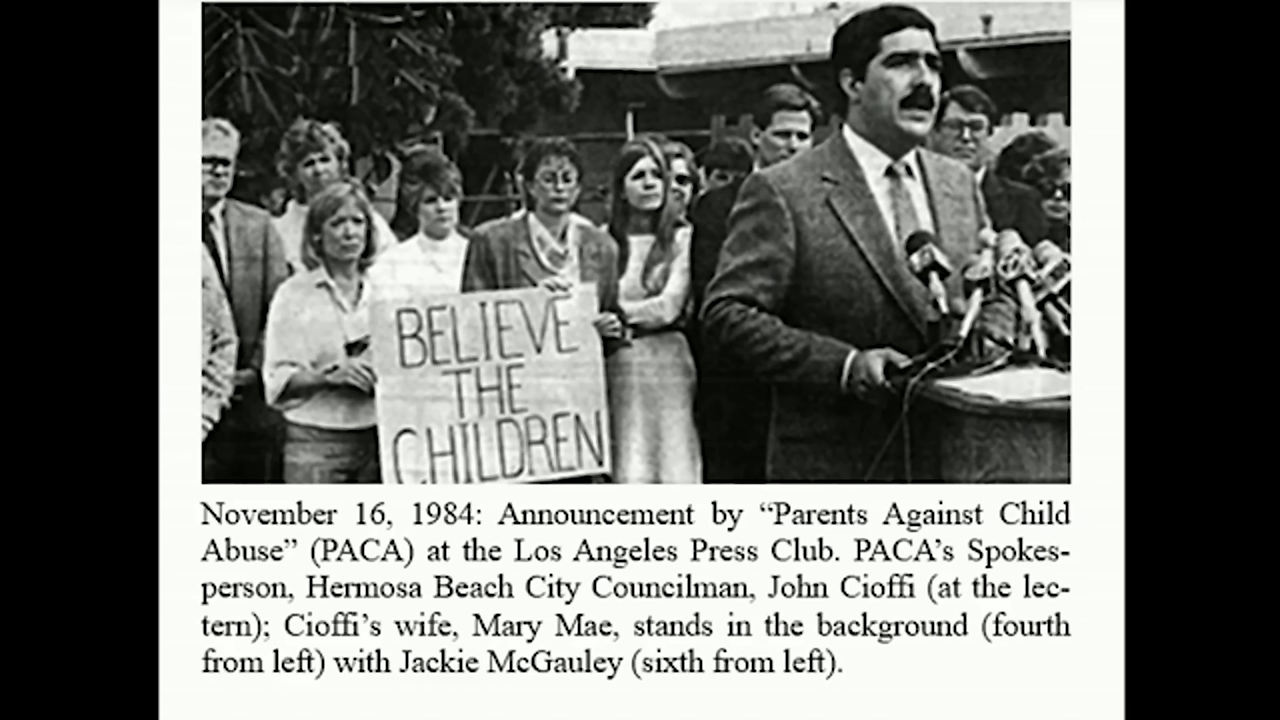 BELIEVE
THE
CHILDREN
November 16, 1984: Announcement by “Parents Against Child
Abuse” (PACA) at the Los Angeles Press Club. PACA’s Spokes-
person, Hermosa Beach City Councilman, John Cioffi (at the lec-
tern); Cioffi’s wife, Mary Mae, stands in the background (fourth
from left) with Jackie McGauley (sixth from left).